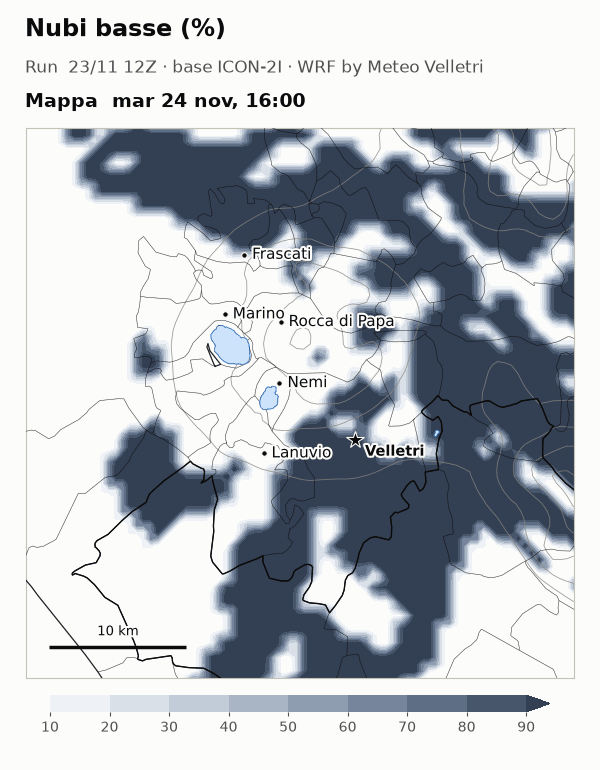 Nubi basse (%)
Run  23/11 12Z · base ICON-2I · WRF by Meteo Velletri
Mappa  mar 24 nov, 16:00
Frascati
Marino
Rocca di Papa
Nemi
Velletri
Lanuvio
10 km
10 20 30 40 50 60 70 80 90